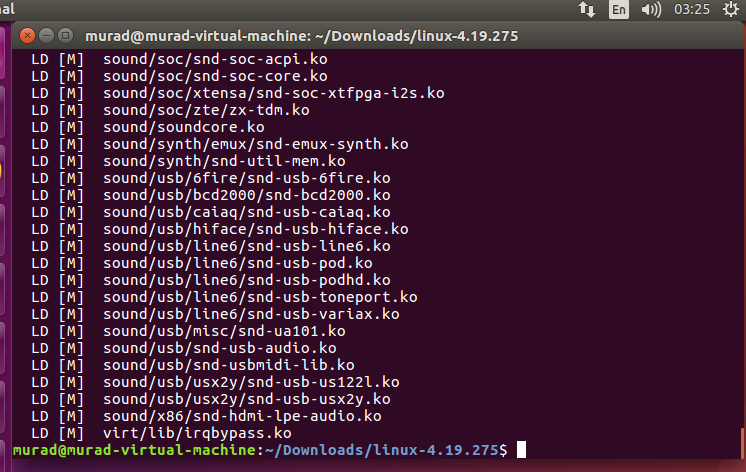 al
En
03:25
murad@murad-virtual-machine: ~/Downloads/linux-4.19.275
LD [M] sound/soc/snd-soc-acpi.ko
LD [M] sound/soc/snd-soc-core.ko
LD [M] sound/soc/xtensa/snd-soc-xtfpga-i2s.ko
LD [M] sound/soc/zte/zx-tdm.ko
LD [M] sound/soundcore.ko
LD [M] sound/synth/emux/snd-emux-synth.ko
LD [M] sound/synth/snd-util-mem.ko
LD [M] sound/usb/6fire/snd-usb-6fire.ko
LD [M] sound/usb/bcd2000/snd-bcd2000.ko
LD [M] sound/usb/caiaq/snd-usb-caiaq.ko
LD [M] sound/usb/hiface/snd-usb-hiface.ko
LD [M] sound/usb/line6/snd-usb-line6.ko
LD [M] sound/usb/line6/snd-usb-pod.ko
LD [M] sound/usb/line6/snd-usb-podhd.ko
LD [M] sound/usb/line6/snd-usb-toneport.ko
LD [M] sound/usb/line6/snd-usb-variax.ko
LD [M] sound/usb/misc/snd-ua101.ko
LD [M] sound/usb/snd-usb-audio.ko
LD [M] sound/usb/snd-usbmidi-lib.ko
LD [M] sound/usb/usx2y/snd-usb-us122l.ko
LD [M] sound/usb/usx2y/snd-usb-usx2y.ko
LD [M] sound/x86/snd-hdmi-lpe-audio.ko
LD [M] virt/lib/irqbypass.ko
murad@murad-virtual-machine:~/Downloads/linux-4.19.275$